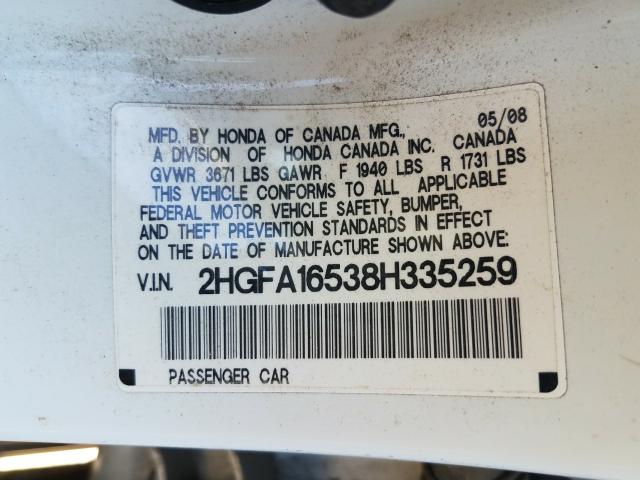 05/08
MFD. BY HONDA OF CANADA MFG.,
A DIVISION OF HONDA CANADA INC. CANADA
GVWR 3671 LBS GAWR F 1940 LBS R 1731 LBS
THIS VEHICLE CONFORMS TO ALL APPLICABLE
FEDERAL MOTOR VEHICLE SAFETY, BUMPER,
AND THEFT PREVENTION STANDARDS IN EFFECT
ON THE DATE OF MANUFACTURE SHOWN ABOVE:
V.I.N. 2HGFA16538H335259
PASSENGER CAR